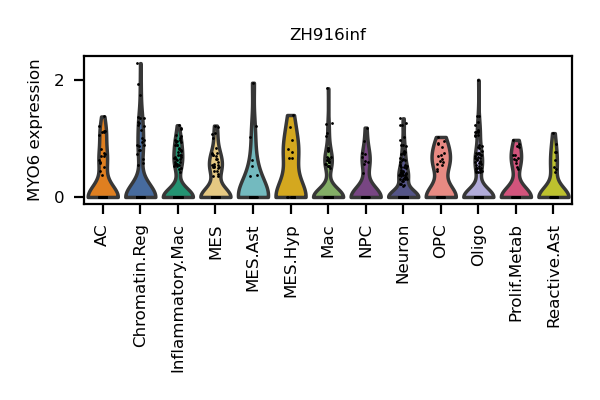 ZH916inf
MYO6 expression
2
0
AC
Chromatin.Reg
Inflammatory.Mac
MES
MES.Ast
MES.Hyp
Mac
NPC
Neuron
OPC
Oligo
Prolif.Metab
Reactive.Ast